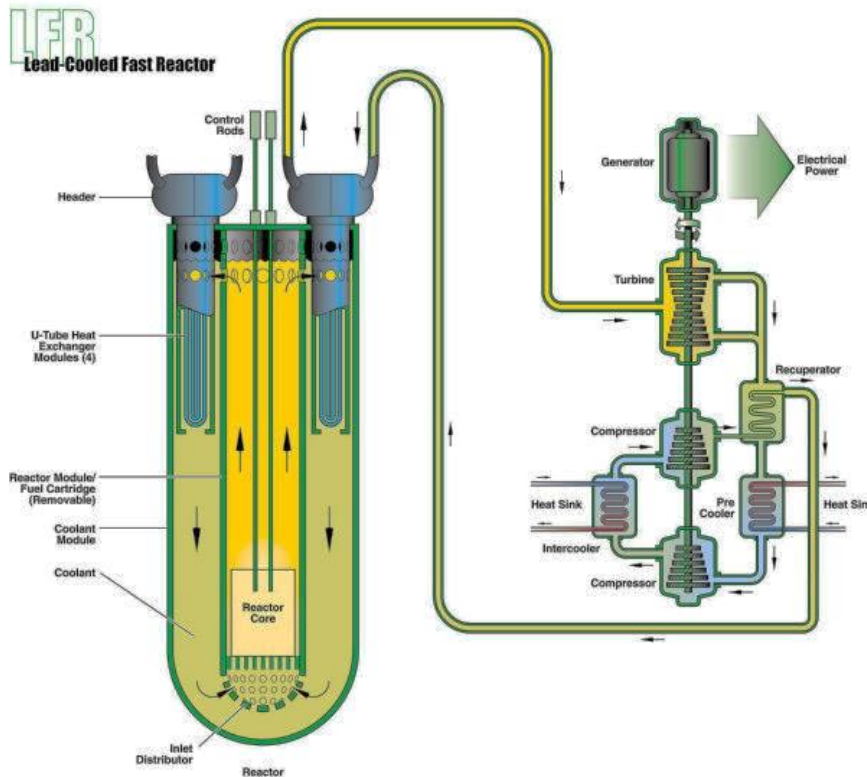 LFR
Lead-Cooled Fast Reactor
Control
Rods
Generator
Electrical
Power
Header
Turbine
U-Tube Heat
Exchanger
Modules (4)
Recuperator
Compressor
Reactor Module/
Fuel Cartridge
(Removable)
Heat Sink
Pre
Cooler
Heat Sin
Coolant
Module
Intercooler
Coolant
Compressor
Reactor
Core
Inlet
Distributor
Reactor